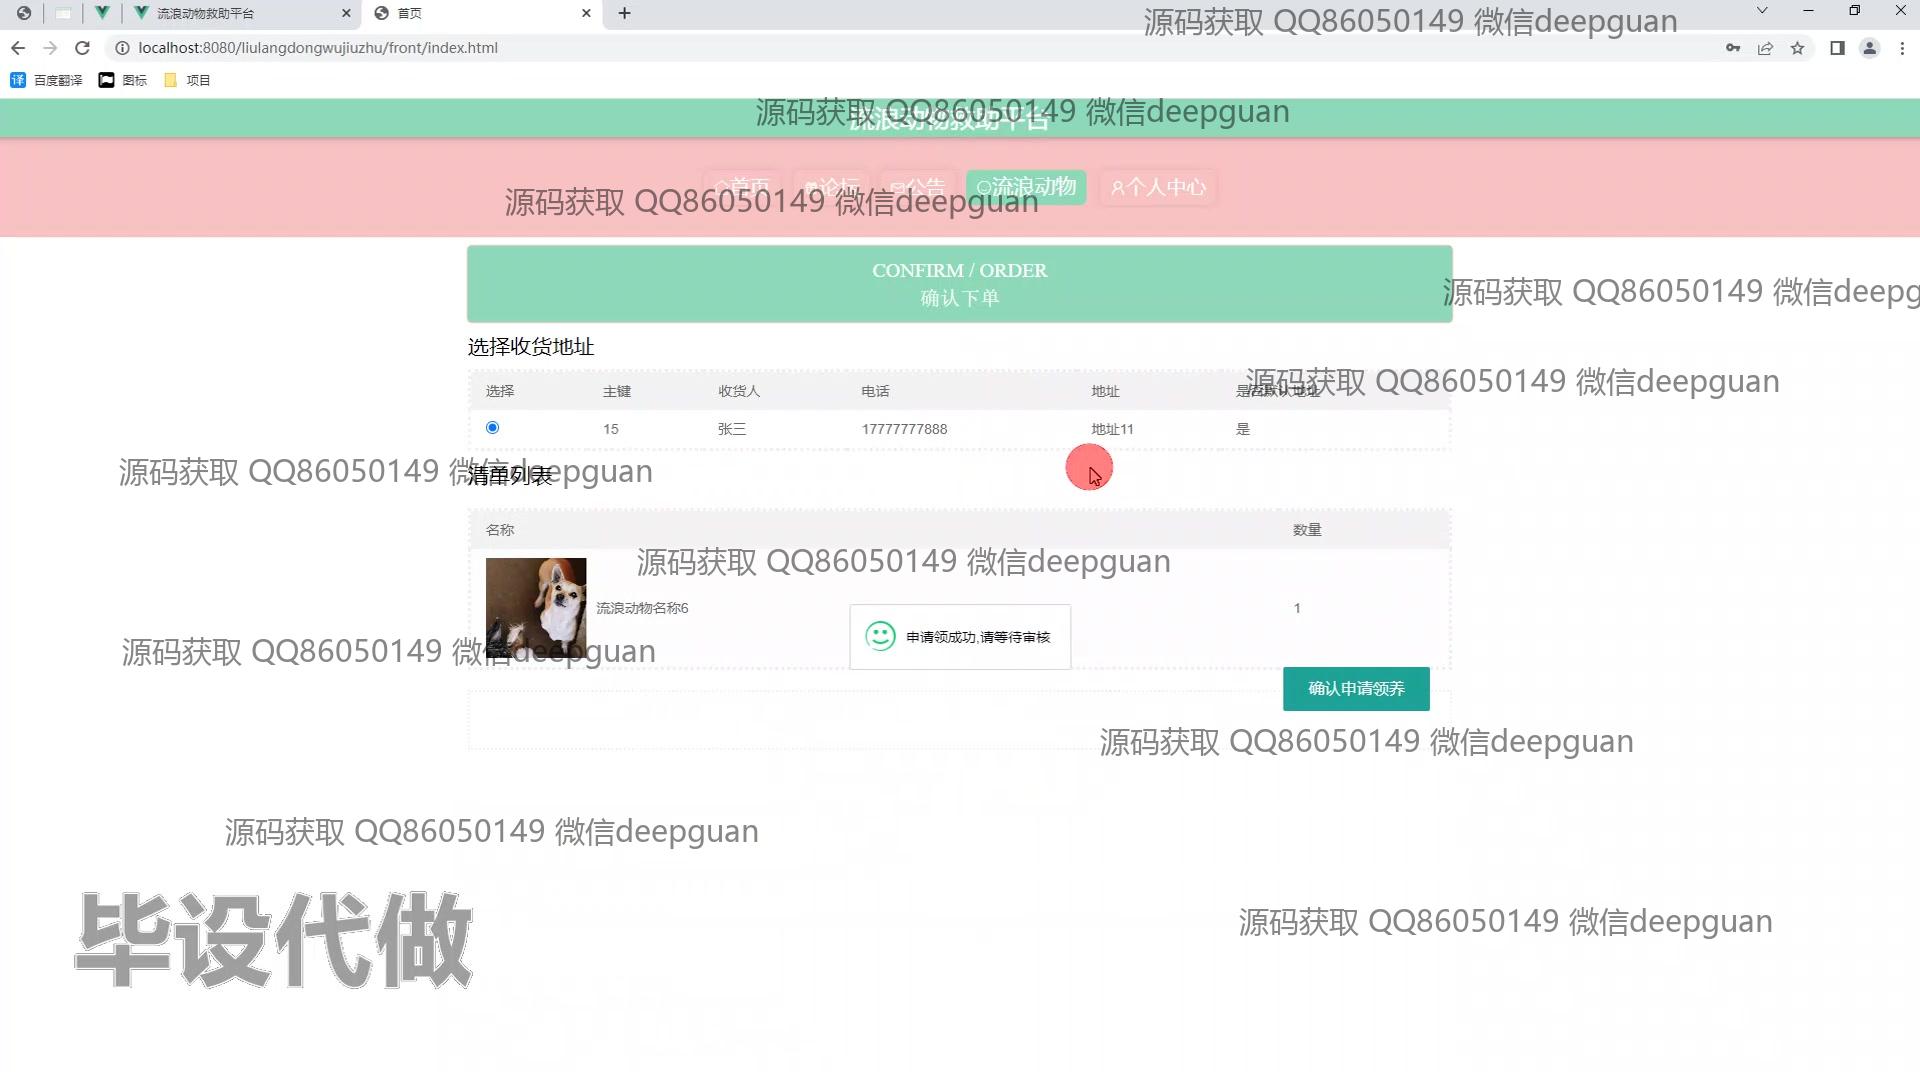 流浪动物救助平台
首页
源码获取 QQ86050149 微信deepguan
localhost:8080/liulangdongwujiuzhu/front/index.html
百度翻译
图标
项目
源码获取 QQ86050149 微信deepguan
流浪动物救助平台
首页
论坛
公告
流浪动物
个人中心
源码获取 QQ86050149 微信deepguan
CONFIRM / ORDER
确认下单
源码获取 QQ86050149 微信deepg
选择收货地址
源码获取 QQ86050149 微信deepguan
选择 主键 收货人 电话 地址 是否默认地址
15 张三 17777777888 地址11 是
源码获取 QQ86050149 微信deepguan
清单列表
名称 数量
源码获取 QQ86050149 微信deepguan
流浪动物名称6 1
申请领成功,请等待审核
源码获取 QQ86050149 微信deepguan
确认申请领养
源码获取 QQ86050149 微信deepguan
源码获取 QQ86050149 微信deepguan
源码获取 QQ86050149 微信deepguan
毕设代做